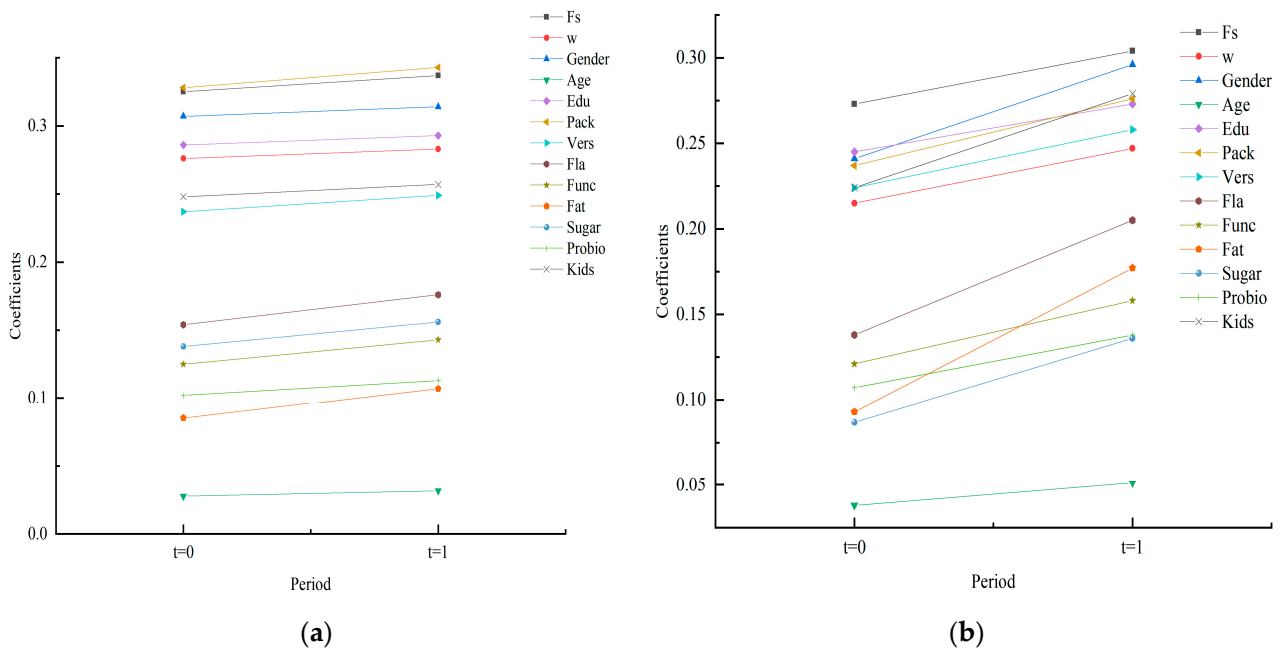 Fs
w
Gender
Age
Edu
Pack
Vers
Fla
Func
Fat
Sugar
Probio
Kids
0.3
0.2
0.1
0.0
Coefficients
t=0
t=1
Period
(a)
Fs
w
Gender
Age
Edu
Pack
Vers
Fla
Func
Fat
Sugar
Probio
Kids
0.30
0.25
0.20
0.15
0.10
0.05
Coefficients
t=0
t=1
Period
(b)